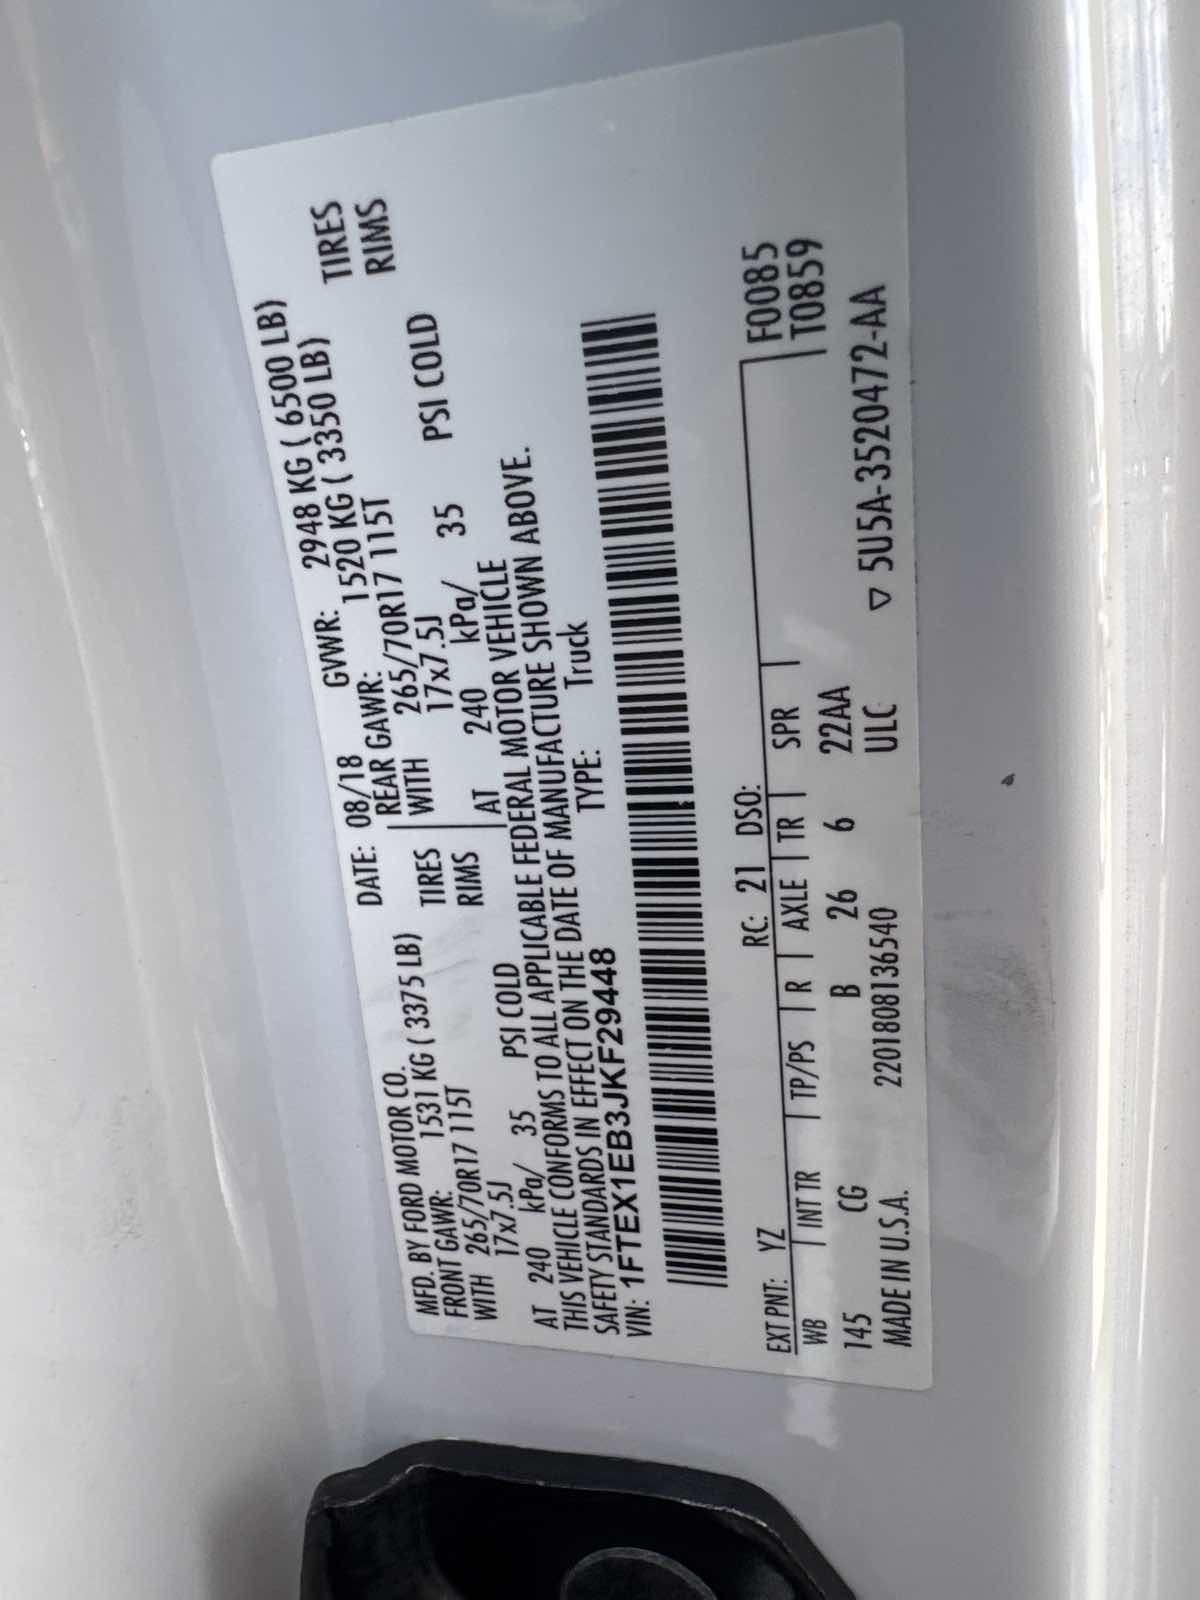 MFD. BY FORD MOTOR CO. DATE: 08/18 GVWR: 2948 KG ( 6500 LB)
FRONT GAWR: 1531 KG ( 3375 LB) REAR GAWR: 1520 KG ( 3350 LB)
WITH 265/70R17 115T TIRES WITH 265/70R17 115T TIRES
17x7.5J RIMS 17x7.5J RIMS
AT 240 kPa/ 35 PSI COLD AT 240 kPa/ 35 PSI COLD
THIS VEHICLE CONFORMS TO ALL APPLICABLE FEDERAL MOTOR VEHICLE
SAFETY STANDARDS IN EFFECT ON THE DATE OF MANUFACTURE SHOWN ABOVE.
VIN: 1FTEX1EB3JKF29448 TYPE: Truck
F0085
EXT PNT: YZ RC: 21 DSO: T0859
WB INT TR TP/PS R AXLE TR SPR
145 CG B 26 6 22AA
MADE IN U.S.A. 2201808136540 ULC ▽ 5U5A-3520472-AA